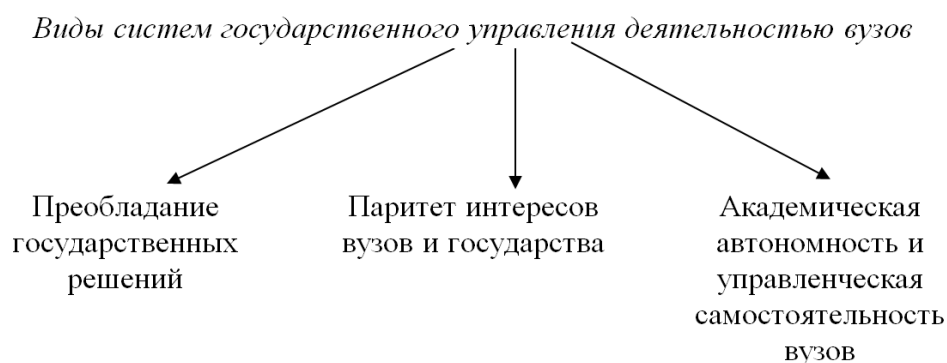 Виды систем государственного управления деятельностью вузов
Преобладание
государственных
решений
Паритет интересов
вузов и государства
Академическая
автономность и
управленческая
самостоятельность
вузов